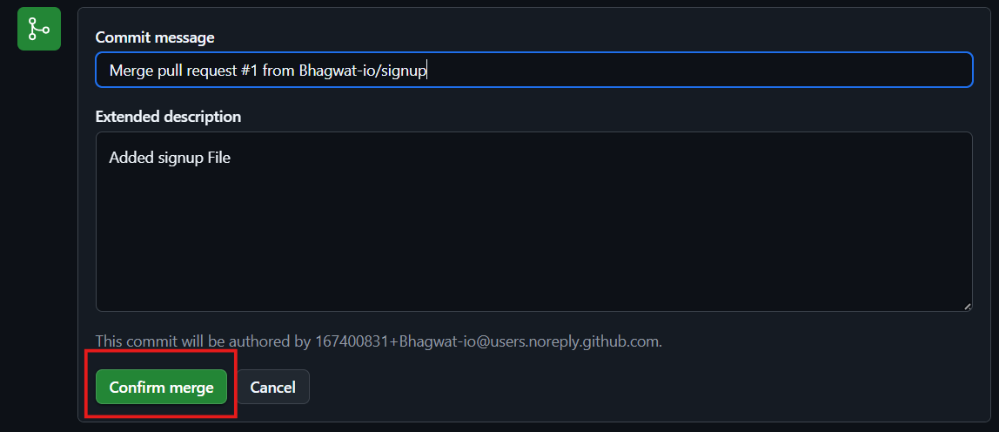 Commit message
Merge pull request #1 from Bhagwat-io/signup
Extended description
Added signup File
This commit will be authored by 167400831+Bhagwat-io@users.noreply.github.com.
Confirm merge
Cancel